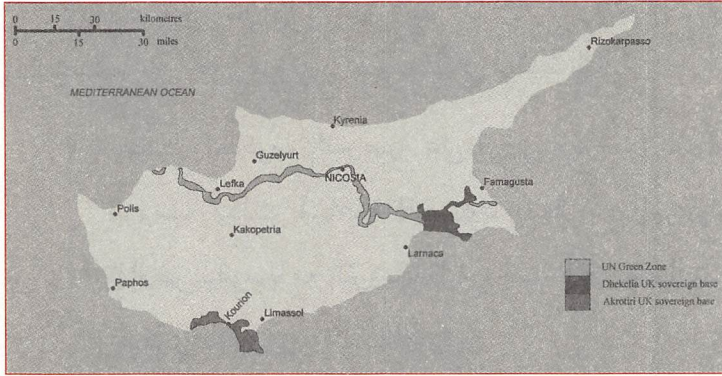 0 15 30 kilometres
0 15 30 miles
Rizokarpasso
MEDITERRANEAN OCEAN
Kyrenia
Guzelyurt
NICOSIA
Lefka
Famagusta
Polis
Kakopetria
Larnaca
UN Green Zone
Paphos
Dhekelia UK sovereign base
Kourion
Akrotiri UK sovereign base
Limassol